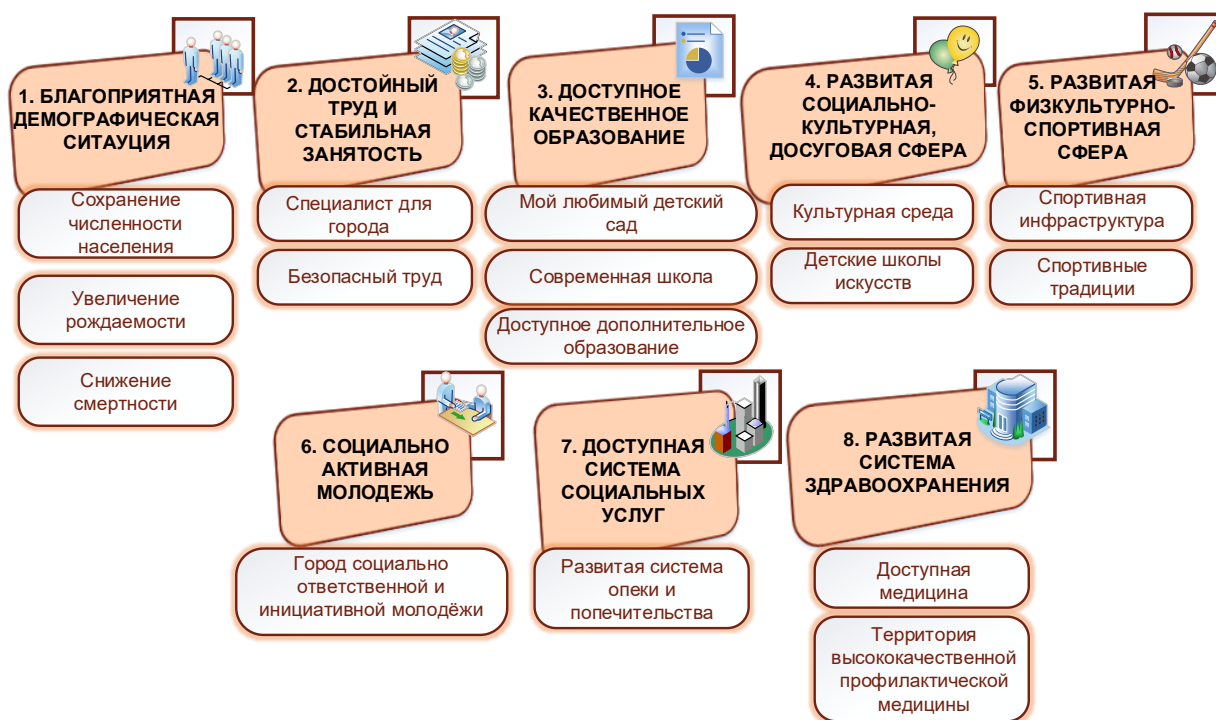 1. БЛАГОПРИЯТНАЯ
ДЕМОГРАФИЧЕСКАЯ
СИТАУЦИЯ
Сохранение
численности
населения
Увеличение
рождаемости
Снижение
смертности
2. ДОСТОЙНЫЙ
ТРУД И
СТАБИЛЬНАЯ
ЗАНЯТОСТЬ
Специалист для
города
Безопасный труд
3. ДОСТУПНОЕ
КАЧЕСТВЕННОЕ
ОБРАЗОВАНИЕ
Мой любимый детский
сад
Современная школа
Доступное дополнительное
образование
4. РАЗВИТАЯ
СОЦИАЛЬНО-
КУЛЬТУРНАЯ,
ДОСУГОВАЯ СФЕРА
Культурная среда
Детские школы
искусств
5. РАЗВИТАЯ
ФИЗКУЛЬТУРНО-
СПОРТИВНАЯ
СФЕРА
Спортивная
инфраструктура
Спортивные
традиции
6. СОЦИАЛЬНО
АКТИВНАЯ
МОЛОДЕЖЬ
Город социально
ответственной и
инициативной молодёжи
7. ДОСТУПНАЯ
СИСТЕМА
СОЦИАЛЬНЫХ
УСЛУГ
Развитая система
опеки и
попечительства
8. РАЗВИТАЯ
СИСТЕМА
ЗДРАВООХРАНЕНИЯ
Доступная
медицина
Территория
высококачественной
профилактической
медицины